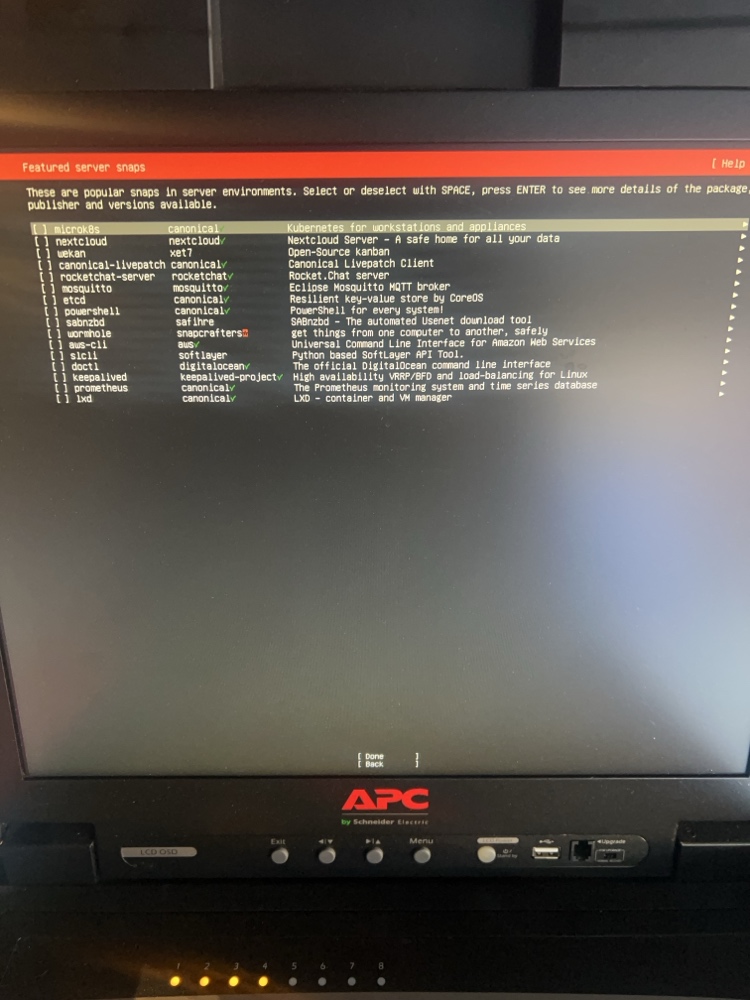 Featured server snaps [ Help
These are popular snaps in server environments. Select or deselect with SPACE, press ENTER to see more details of the package,
publisher and versions available.
[ ] microk8s canonical✓ Kubernetes for workstations and appliances
[ ] nextcloud nextcloud✓ Nextcloud Server - A safe home for all your data
[ ] wekan xet7 Open-Source kanban
[ ] canonical-livepatch canonical✓ Canonical Livepatch Client
[ ] rocketchat-server rocketchat✓ Rocket.Chat server
[ ] mosquitto mosquitto✓ Eclipse Mosquitto MQTT broker
[ ] etcd canonical✓ Resilient key-value store by CoreOS
[ ] powershell canonical✓ PowerShell for every system!
[ ] sabnzbd safihre SABnzbd - The automated Usenet download tool
[ ] wormhole snapcrafters get things from one computer to another, safely
[ ] aws-cli aws✓ Universal Command Line Interface for Amazon Web Services
[ ] slcli softlayer Python based SoftLayer API Tool.
[ ] doctl digitalocean✓ The official DigitalOcean command line interface
[ ] keepalived keepalived-project✓ High availability VRRP/BFD and load-balancing for Linux
[ ] prometheus canonical✓ The Prometheus monitoring system and time series database
[ ] lxd canonical✓ LXD - container and VM manager
[ Done ]
[ Back ]
APC
by Schneider Electric
LCD OSD Exit Menu Upgrade
1 2 3 4 5 6 7 8